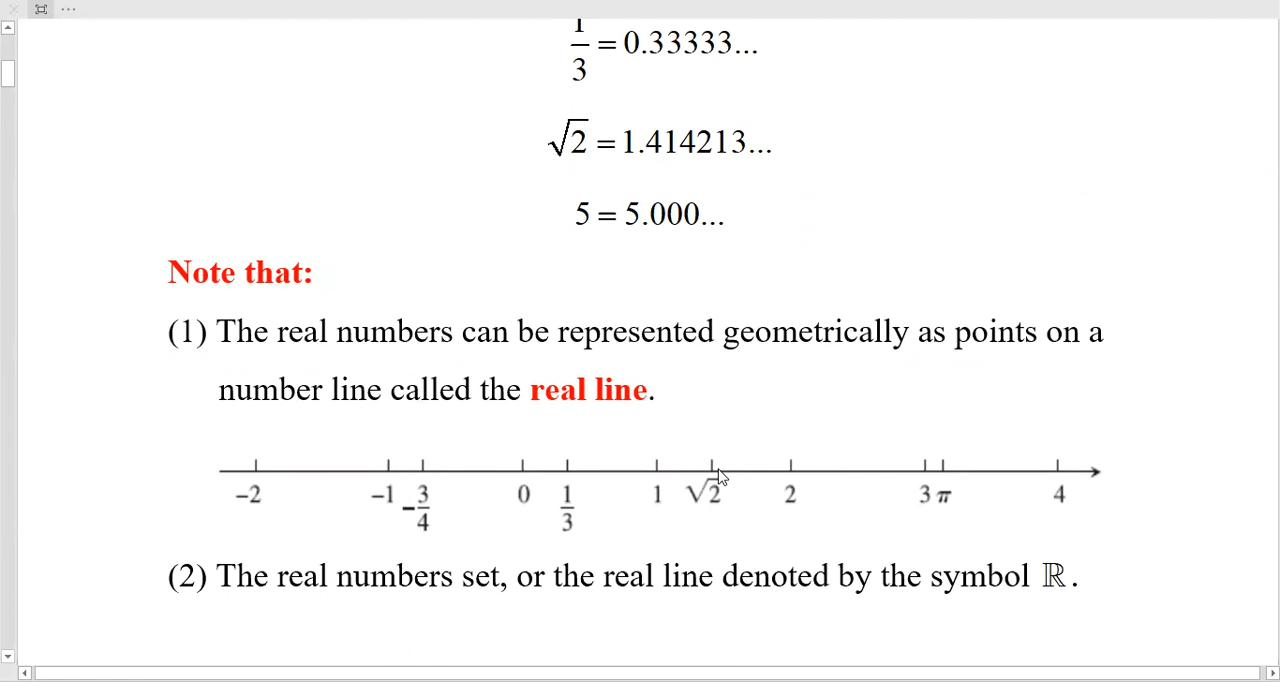 1/3 = 0.33333...
√2 = 1.414213...
5 = 5.000...
Note that:
(1) The real numbers can be represented geometrically as points on a
number line called the real line.
−2 −1 −3/4 0 1/3 1 √2 2 3 π 4
(2) The real numbers set, or the real line denoted by the symbol ℝ.